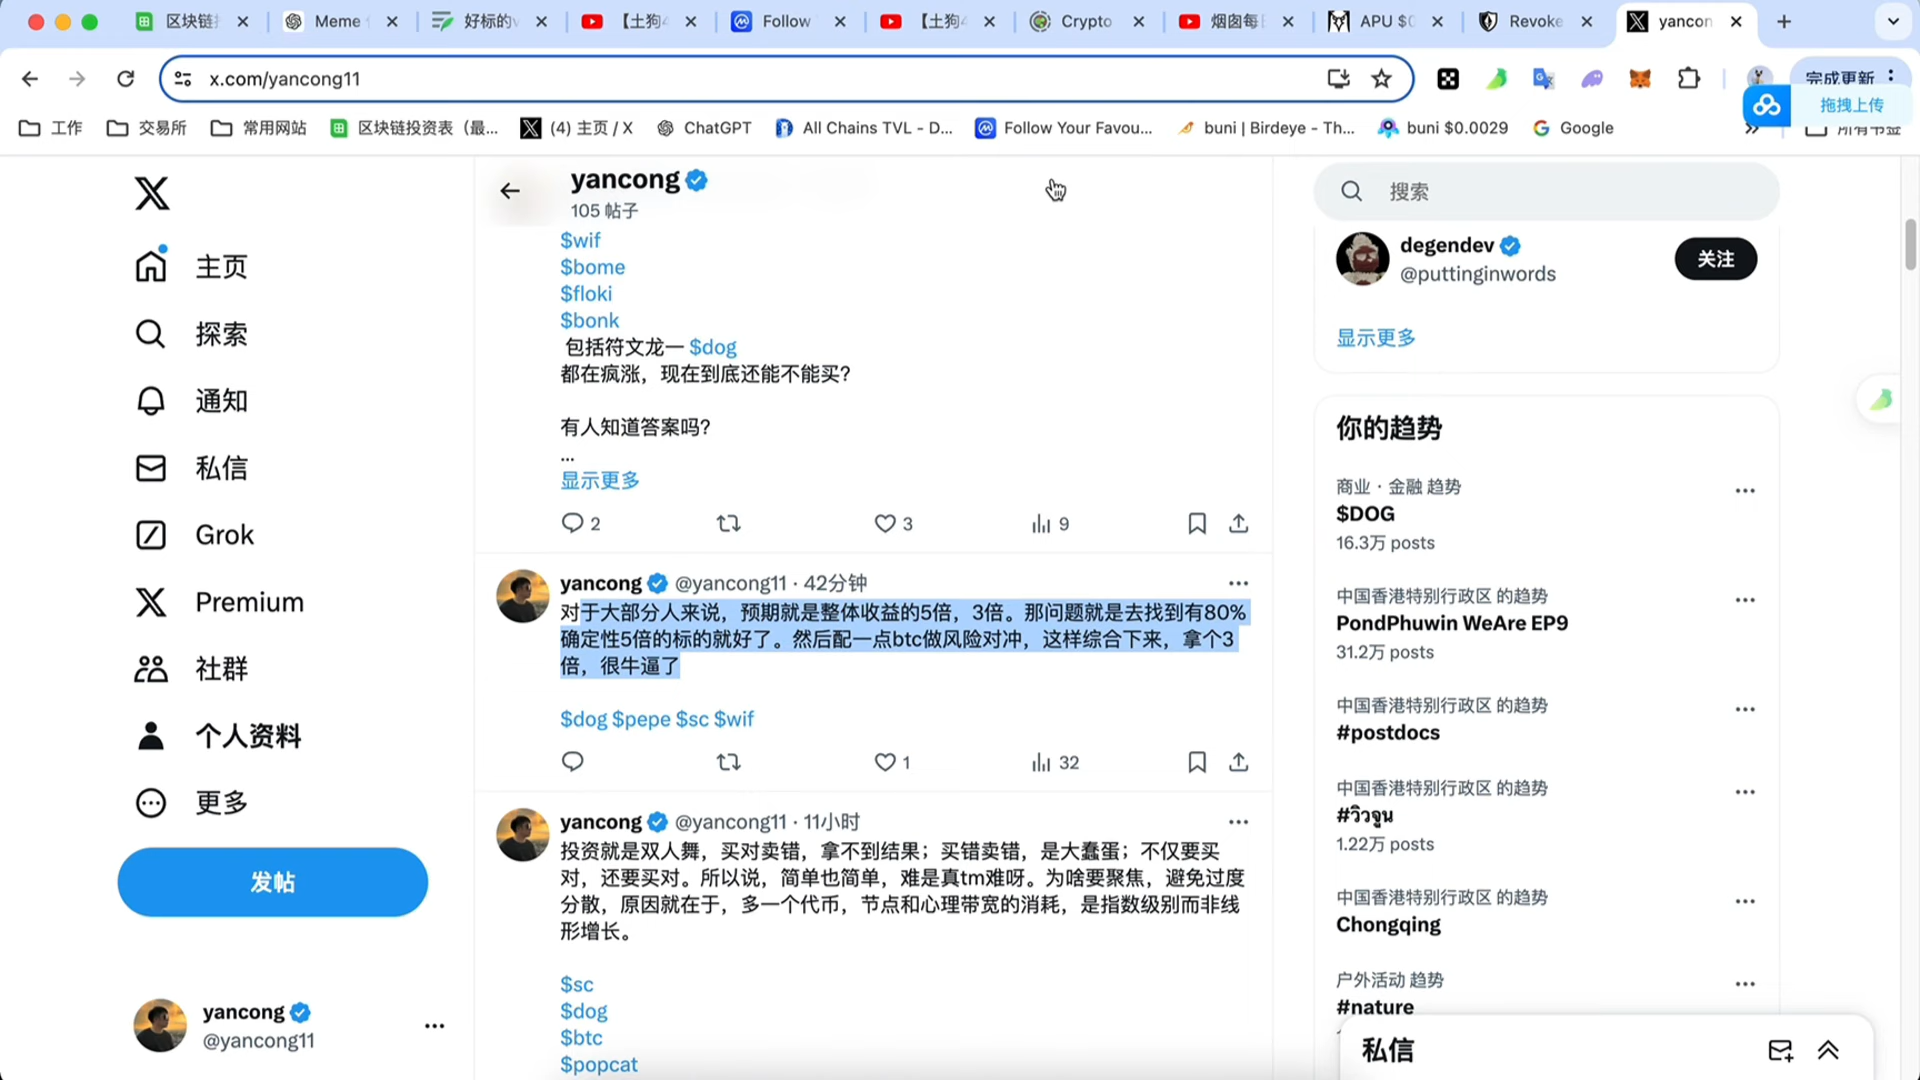 区块链
Meme
好标的
【土狗
Follow
【土狗
Crypto
烟囱每
APU $0
Revoke
yancon
x.com/yancong11
完成更新
拖拽上传
工作
交易所
常用网站
区块链投资表（最...
(4) 主页 / X
ChatGPT
All Chains TVL - D...
Follow Your Favou...
buni | Birdeye - Th...
buni $0.0029
Google
所有书签
主页
探索
通知
私信
Grok
Premium
社群
个人资料
更多
发帖
yancong
@yancong11
yancong
105 帖子
$wif
$bome
$floki
$bonk
包括符文龙一 $dog
都在疯涨，现在到底还能不能买？
有人知道答案吗?
...
显示更多
2
3
9
yancong @yancong11 · 42分钟
对于大部分人来说，预期就是整体收益的5倍，3倍。那问题就是去找到有80%
确定性5倍的标的就好了。然后配一点btc做风险对冲，这样综合下来，拿个3
倍，很牛逼了
$dog $pepe $sc $wif
1
32
yancong @yancong11 · 11小时
投资就是双人舞，买对卖错，拿不到结果；买错卖错，是大蠢蛋；不仅要买
对，还要买对。所以说，简单也简单，难是真tm难呀。为啥要聚焦，避免过度
分散，原因就在于，多一个代币，节点和心理带宽的消耗，是指数级别而非线
形增长。
$sc
$dog
$btc
$popcat
搜索
degendev
@puttinginwords
关注
显示更多
你的趋势
商业 · 金融 趋势
$DOG
16.3万 posts
中国香港特别行政区 的趋势
PondPhuwin WeAre EP9
31.2万 posts
中国香港特别行政区 的趋势
#postdocs
中国香港特别行政区 的趋势
#วิวจูน
1.22万 posts
中国香港特别行政区 的趋势
Chongqing
户外活动 趋势
#nature
私信